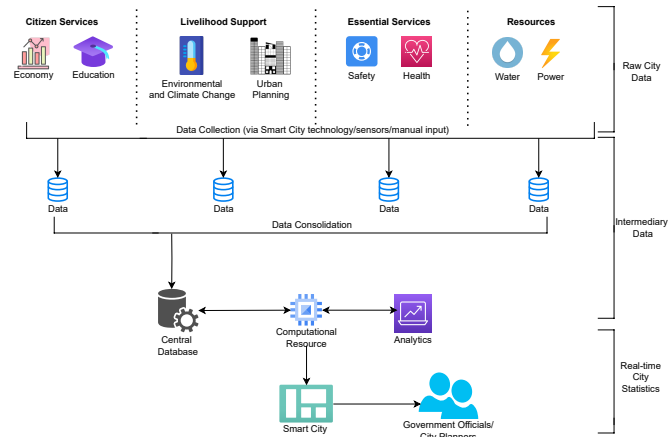 Citizen Services
Livelihood Support
Essential Services
Resources
Economy
Education
Environmental
and Climate Change
Urban
Planning
Safety
Health
Water
Power
Raw City
Data
Data Collection (via Smart City technology/sensors/manual input)
Data
Data
Data
Data
Intermediary
Data
Data Consolidation
Central
Database
Computational
Resource
Analytics
Real-time
City
Statistics
Smart City
Government Officials/
City Planners